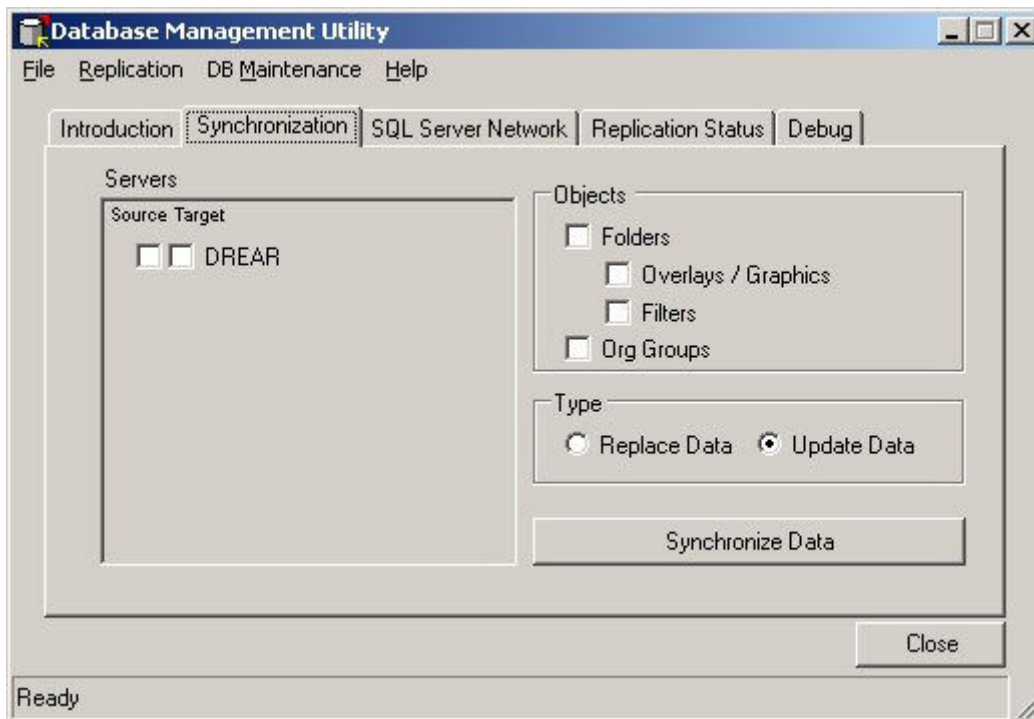 Database Management Utility
File Replication DB Maintenance Help
Introduction Synchronization SQL Server Network Replication Status Debug
Servers
Source Target
DREAR
Objects
Folders
Overlays / Graphics
Filters
Org Groups
Type
Replace Data Update Data
Synchronize Data
Close
Ready